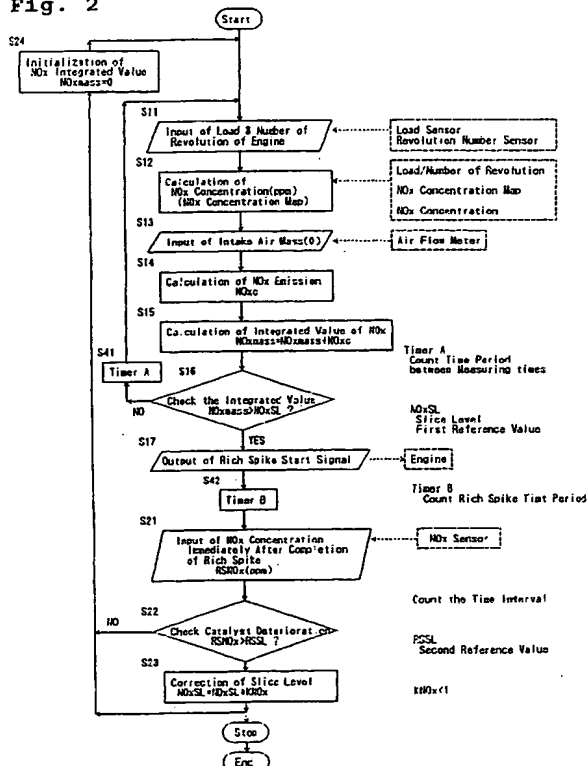 Fig. 2
Start
S24
Initialization of
NOx Integrated Value
NOxmass=0
S11
Input of Load & Number of
Revolution of Engine
Load Sensor
Revolution Number Sensor
S12
Calculation of
NOx Concentration(ppm)
(NOx Concentration Map)
Load/Number of Revolution
NOx Concentration Map
NOx Concentration
S13
Input of Intake Air Mass(Q)
Air Flow Meter
S14
Calculation of NOx Emission
NOxc
S15
Calculation of Integrated Value of NOx
NOxmass=NOxmass+NOxc
S41
Timer A
Timer A
Count Time Period
between Measuring times
S16
Check the Integrated Value
NOxmass>NOxSL ?
NO
YES
NOxSL
Slice Level
First Reference Value
S17
Output of Rich Spike Start Signal
Engine
S42
Timer B
Timer B
Count Rich Spike Time Period
S21
Input of NOx Concentration
Immediately After Completion
of Rich Spike
RSNOx(ppm)
NOx Sensor
Count the Time Interval
S22
NO
Check Catalyst Deterioration
RSNOx>RSSL ?
RSSL
Second Reference Value
S23
Correction of Slice Level
NOxSL=NOxSL*KNOx
KNOx<1
Stop
End